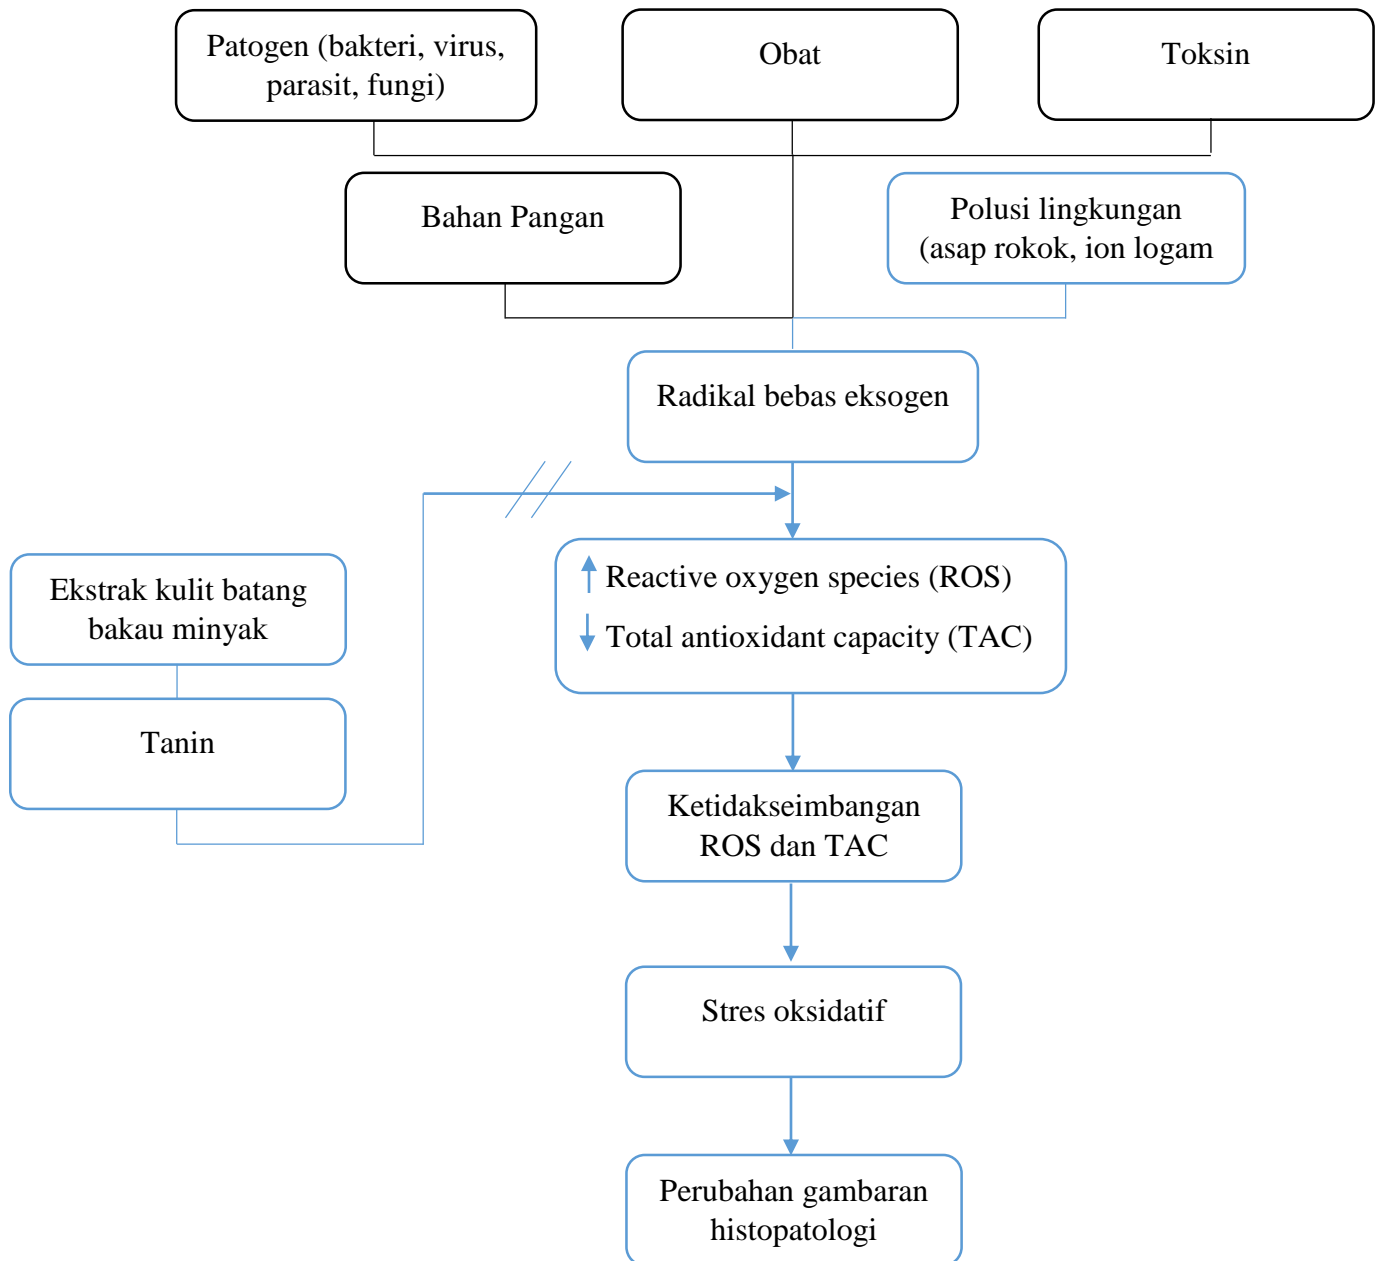 Patogen (bakteri, virus,
parasit, fungi)
Obat
Toksin
Bahan Pangan
Polusi lingkungan
(asap rokok, ion logam
Radikal bebas eksogen
Reactive oxygen species (ROS)
Total antioxidant capacity (TAC)
Ekstrak kulit batang
bakau minyak
Tanin
Ketidakseimbangan
ROS dan TAC
Stres oksidatif
Perubahan gambaran
histopatologi